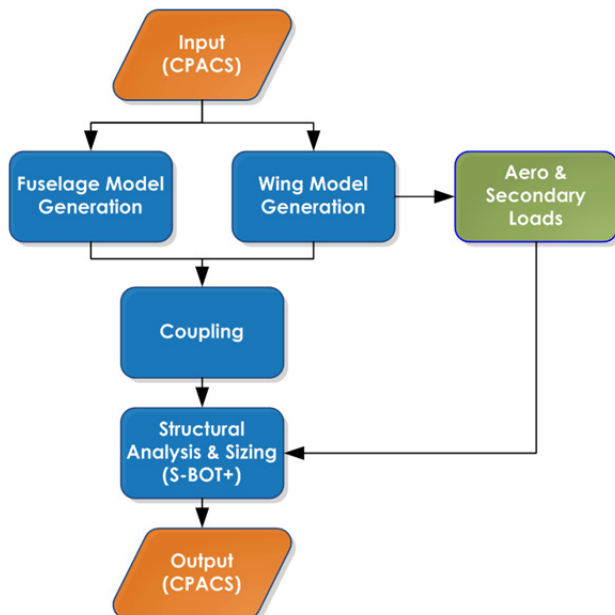 Input
(CPACS)
Fuselage Model
Generation
Wing Model
Generation
Aero &
Secondary
Loads
Coupling
Structural
Analysis & Sizing
(S-BOT+)
Output
(CPACS)